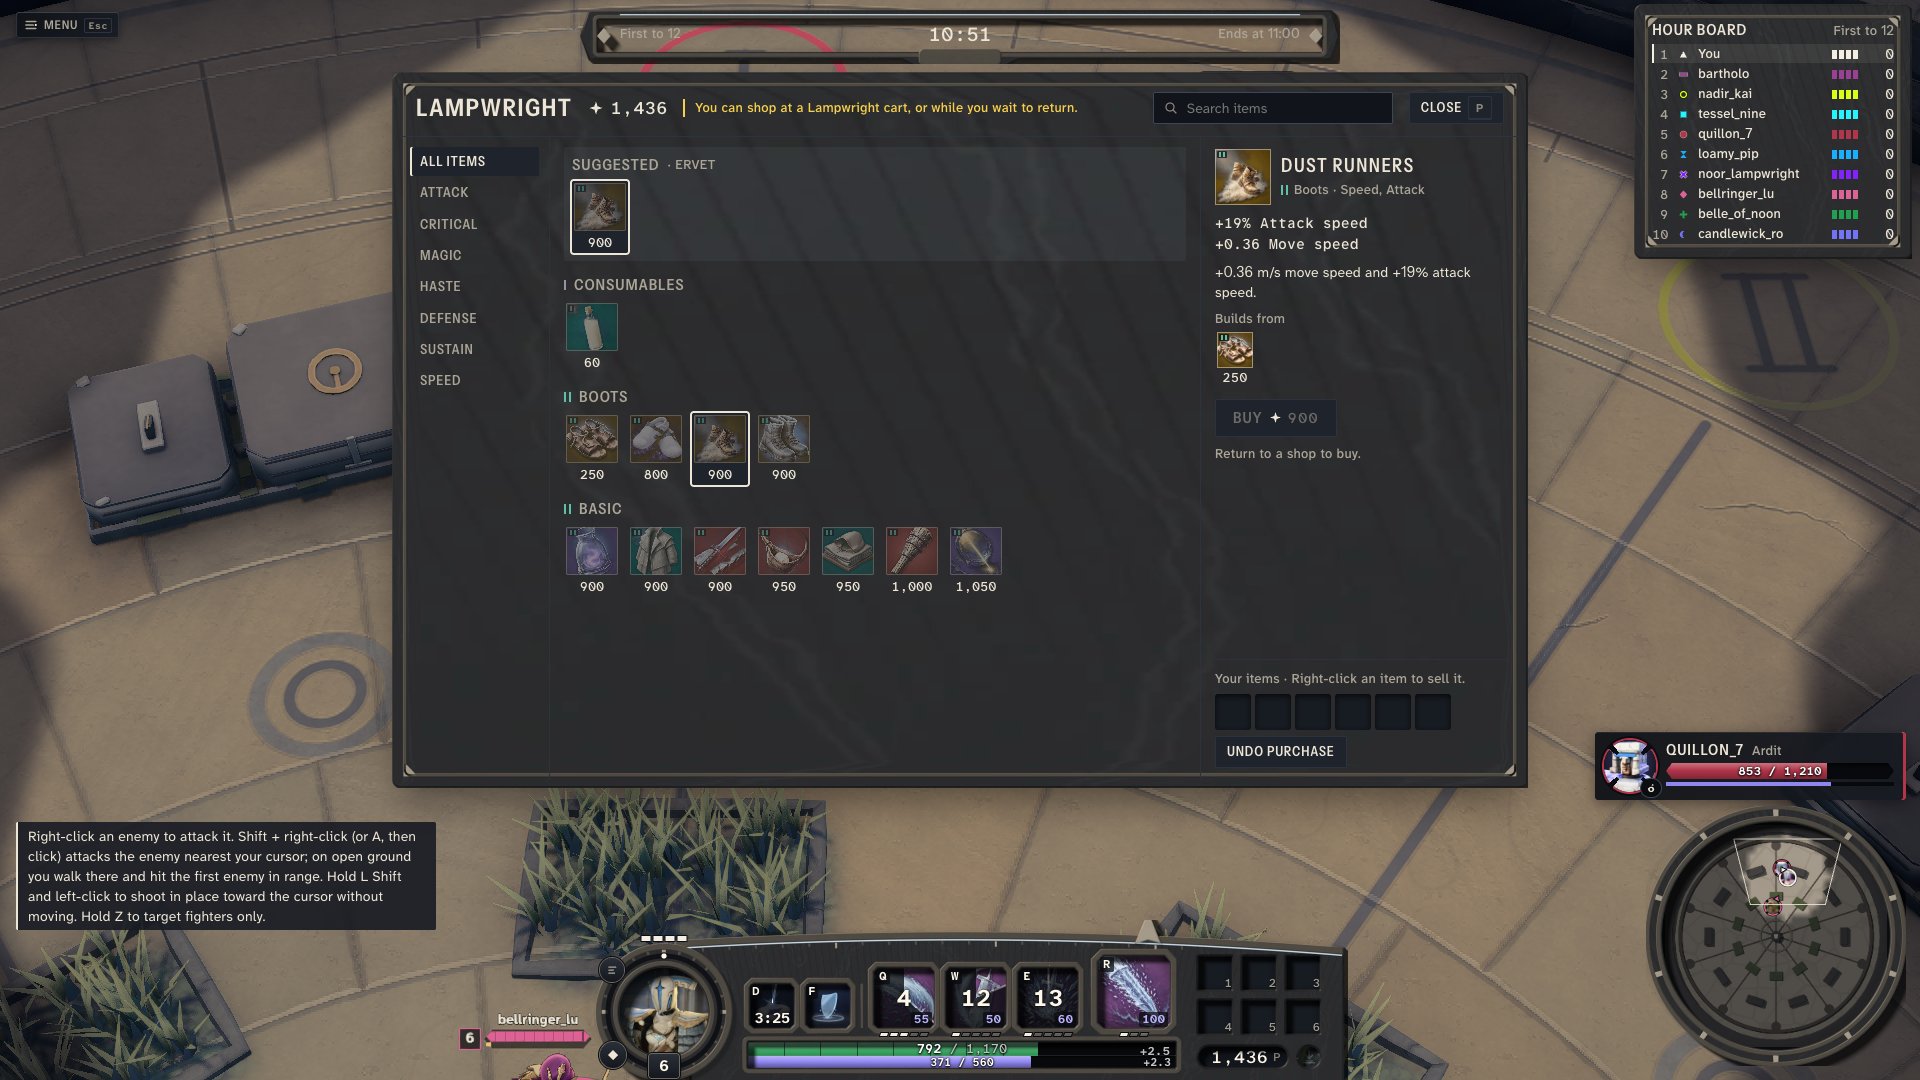 MENU Esc
First to 12
10:51
Ends at 11:00
HOUR BOARD First to 12
1 You 0
2 bartholo 0
3 nadir_kai 0
4 tessel_nine 0
5 quillon_7 0
6 loamy_pip 0
7 noor_lampwright 0
8 bellringer_lu 0
9 belle_of_noon 0
10 candlewick_ro 0
LAMPWRIGHT 1,436 You can shop at a Lampwright cart, or while you wait to return.
Search items
CLOSE P
ALL ITEMS
ATTACK
CRITICAL
MAGIC
HASTE
DEFENSE
SUSTAIN
SPEED
SUGGESTED · ERVET
900
CONSUMABLES
60
BOOTS
250 800 900 900
BASIC
900 900 900 950 950 1,000 1,050
DUST RUNNERS
Boots · Speed, Attack
+19% Attack speed
+0.36 Move speed
+0.36 m/s move speed and +19% attack
speed.
Builds from
250
BUY 900
Return to a shop to buy.
Your items · Right-click an item to sell it.
UNDO PURCHASE
QUILLON_7 Ardit
853 / 1,210
6
Right-click an enemy to attack it. Shift + right-click (or A, then
click) attacks the enemy nearest your cursor; on open ground
you walk there and hit the first enemy in range. Hold L Shift
and left-click to shoot in place toward the cursor without
moving. Hold Z to target fighters only.
bellringer_lu
6
6
D 3:25
F
Q 4 55
W 12 50
E 13 60
R 100
792 / 1,170 +2.5
371 / 560 +2.3
1 2 3
4 5 6
1,436 P